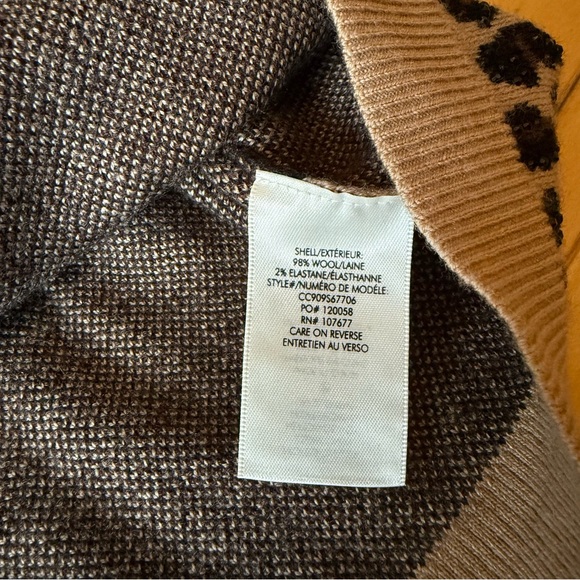 SHELL/EXTÉRIEUR:
98% WOOL/LAINE
2% ELASTANE/ÉLASTHANNE
STYLE#/NUMÉRO DE MODÈLE:
CC909S67706
PO# 120058
RN# 107677
CARE ON REVERSE
ENTRETIEN AU VERSO